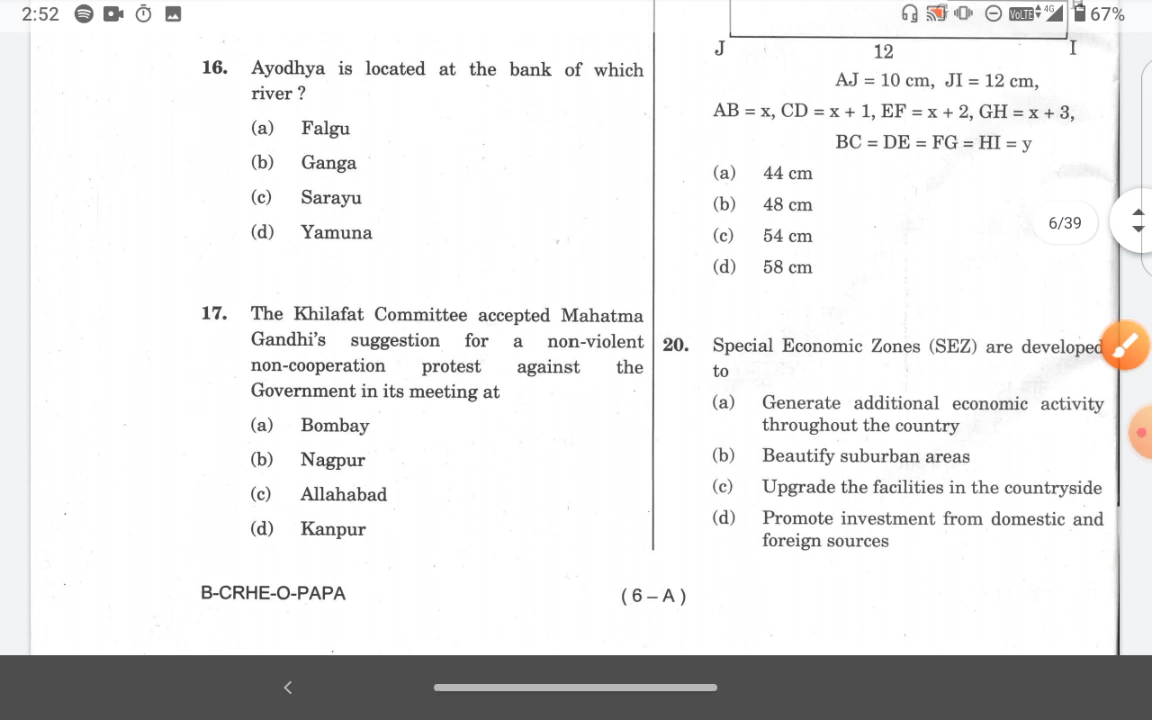 2:52
VoLTE 4G 67%
16. Ayodhya is located at the bank of which
river ?
(a) Falgu
(b) Ganga
(c) Sarayu
(d) Yamuna
17. The Khilafat Committee accepted Mahatma
Gandhi's suggestion for a non-violent
non-cooperation protest against the
Government in its meeting at
(a) Bombay
(b) Nagpur
(c) Allahabad
(d) Kanpur
J 12 I
AJ = 10 cm, JI = 12 cm,
AB = x, CD = x + 1, EF = x + 2, GH = x + 3,
BC = DE = FG = HI = y
(a) 44 cm
(b) 48 cm
(c) 54 cm
(d) 58 cm
6/39
20. Special Economic Zones (SEZ) are developed
to
(a) Generate additional economic activity
throughout the country
(b) Beautify suburban areas
(c) Upgrade the facilities in the countryside
(d) Promote investment from domestic and
foreign sources
B-CRHE-O-PAPA
( 6 – A )